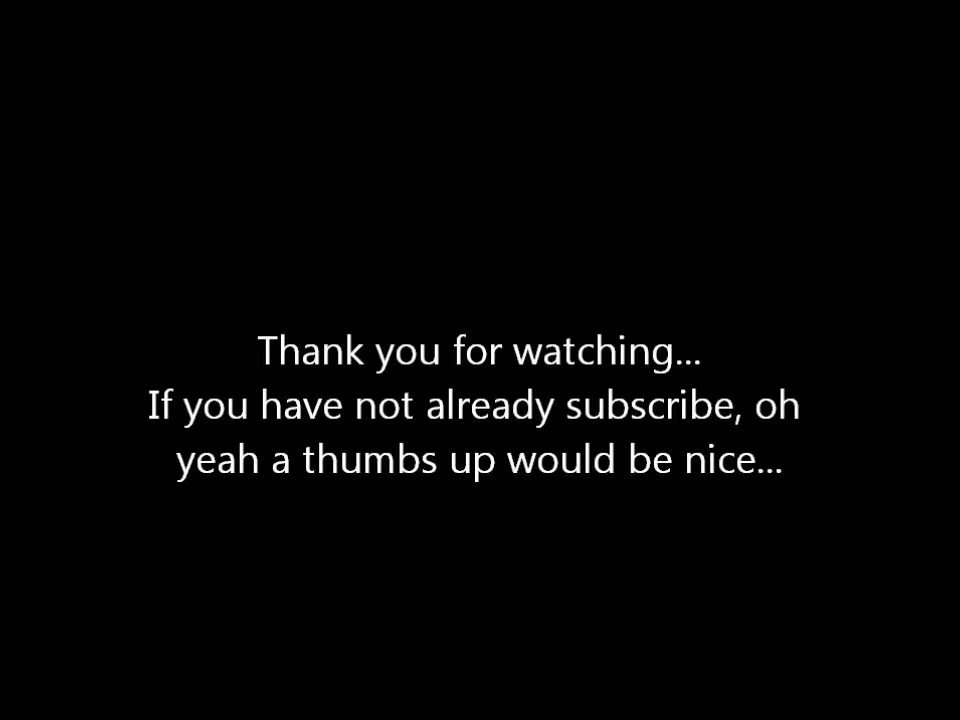 Thank you for watching...
If you have not already subscribe, oh
yeah a thumbs up would be nice...